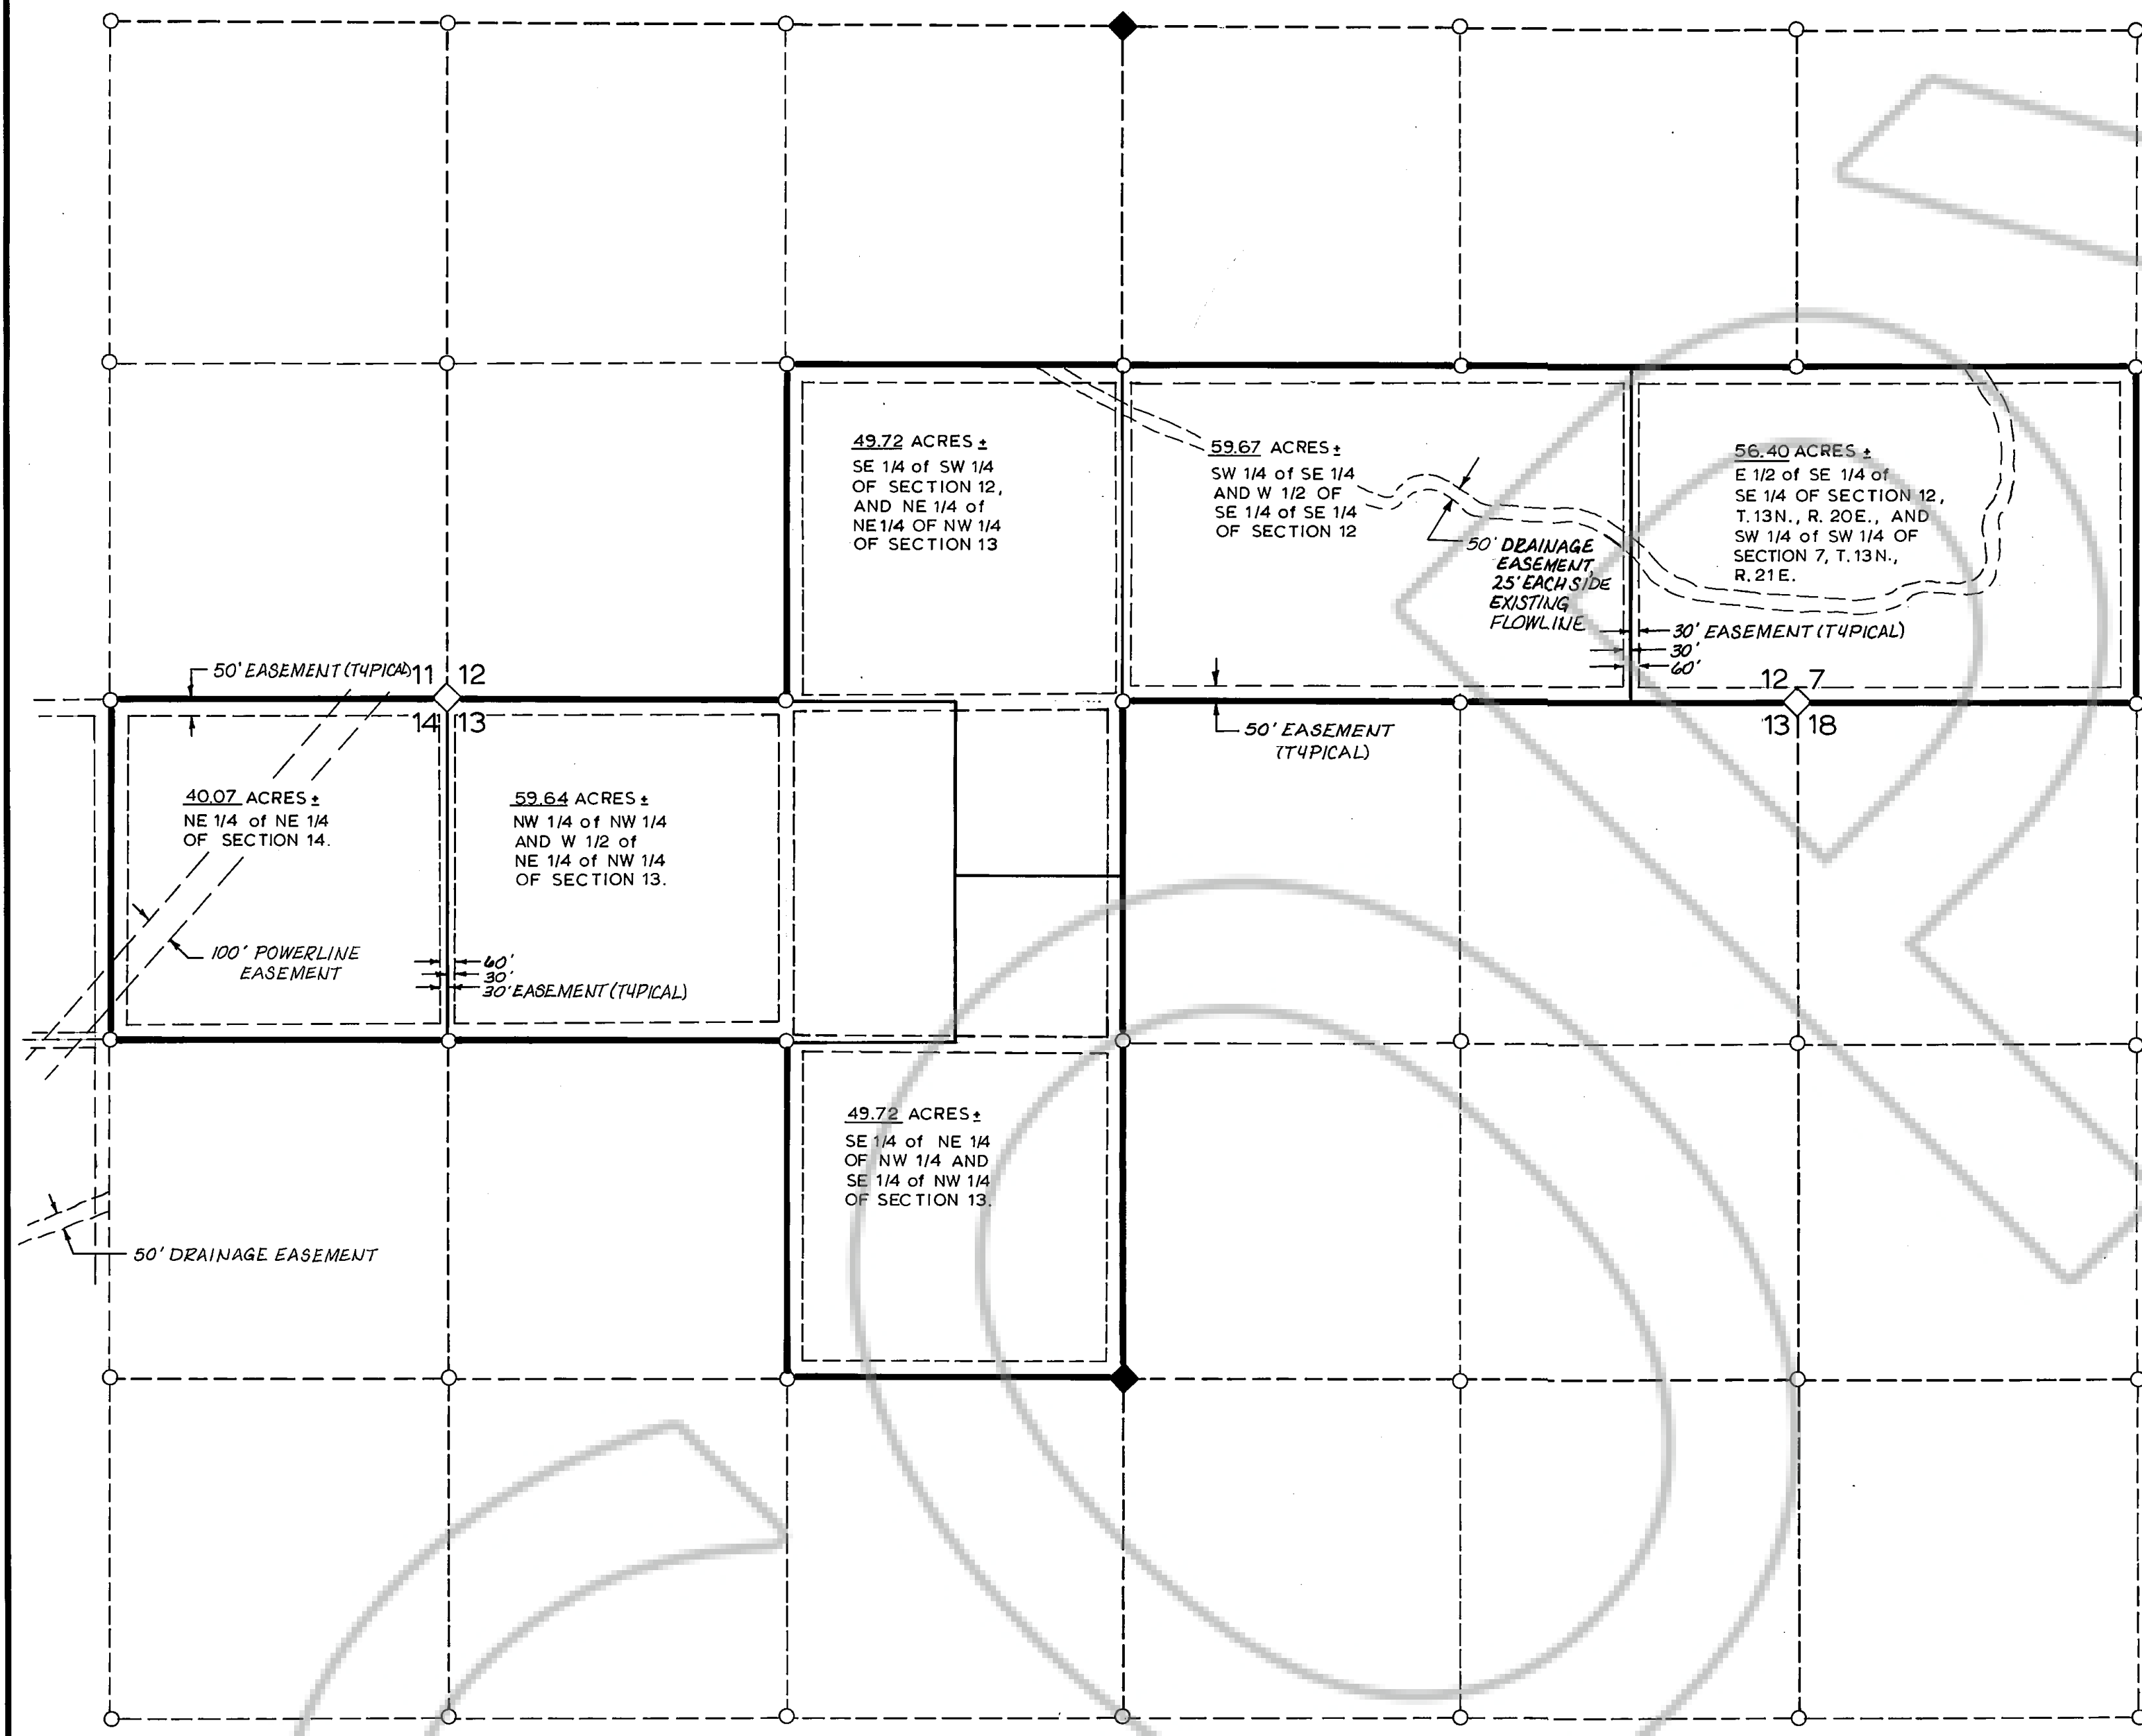 49.72 ACRES ±
SE 1/4 of SW 1/4
OF SECTION 12,
AND NE 1/4 of
NE 1/4 OF NW 1/4
OF SECTION 13
59.67 ACRES ±
SW 1/4 of SE 1/4
AND W 1/2 OF
SE 1/4 of SE 1/4
OF SECTION 12
56.40 ACRES ±
E 1/2 of SE 1/4 of
SE 1/4 OF SECTION 12,
T. 13N., R. 20E., AND
SW 1/4 of SW 1/4 OF
SECTION 7, T. 13 N.,
R. 21 E.
50' DRAINAGE
EASEMENT,
25' EACH SIDE
EXISTING
FLOWLINE
30' EASEMENT (TYPICAL)
30'
60'
50' EASEMENT (TYPICAL)
11 12
14 13
12 7
13 18
50' EASEMENT
(TYPICAL)
40.07 ACRES ±
NE 1/4 of NE 1/4
OF SECTION 14.
59.64 ACRES ±
NW 1/4 of NW 1/4
AND W 1/2 of
NE 1/4 of NW 1/4
OF SECTION 13.
100' POWERLINE
EASEMENT
60'
30'
30' EASEMENT (TYPICAL)
49.72 ACRES ±
SE 1/4 of NE 1/4
OF NW 1/4 AND
SE 1/4 of NW 1/4
OF SECTION 13.
50' DRAINAGE EASEMENT